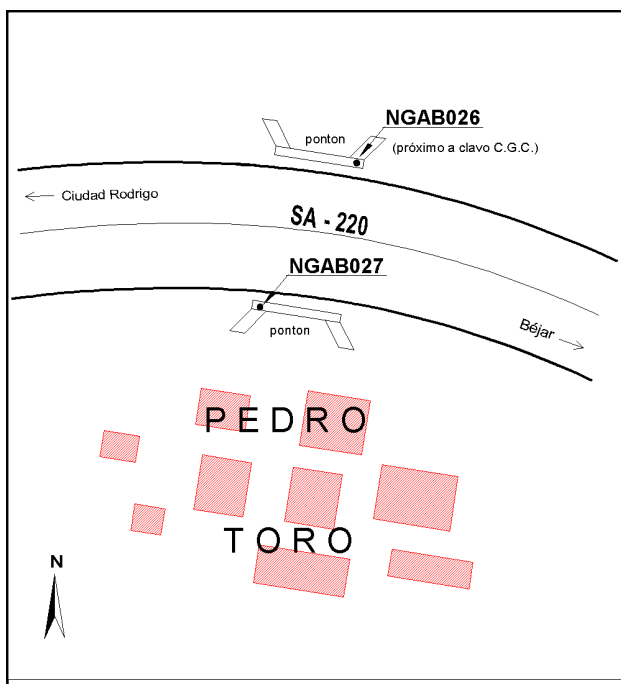 NGAB026
ponton
(próximo a clavo C.G.C.)
Ciudad Rodrigo
SA - 220
NGAB027
Béjar
ponton
PEDRO
TORO
N